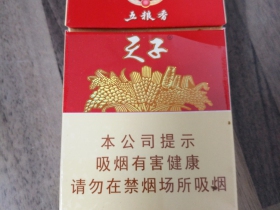 五粮香
天子
本公司提示
吸烟有害健康
请勿在禁烟场所吸烟